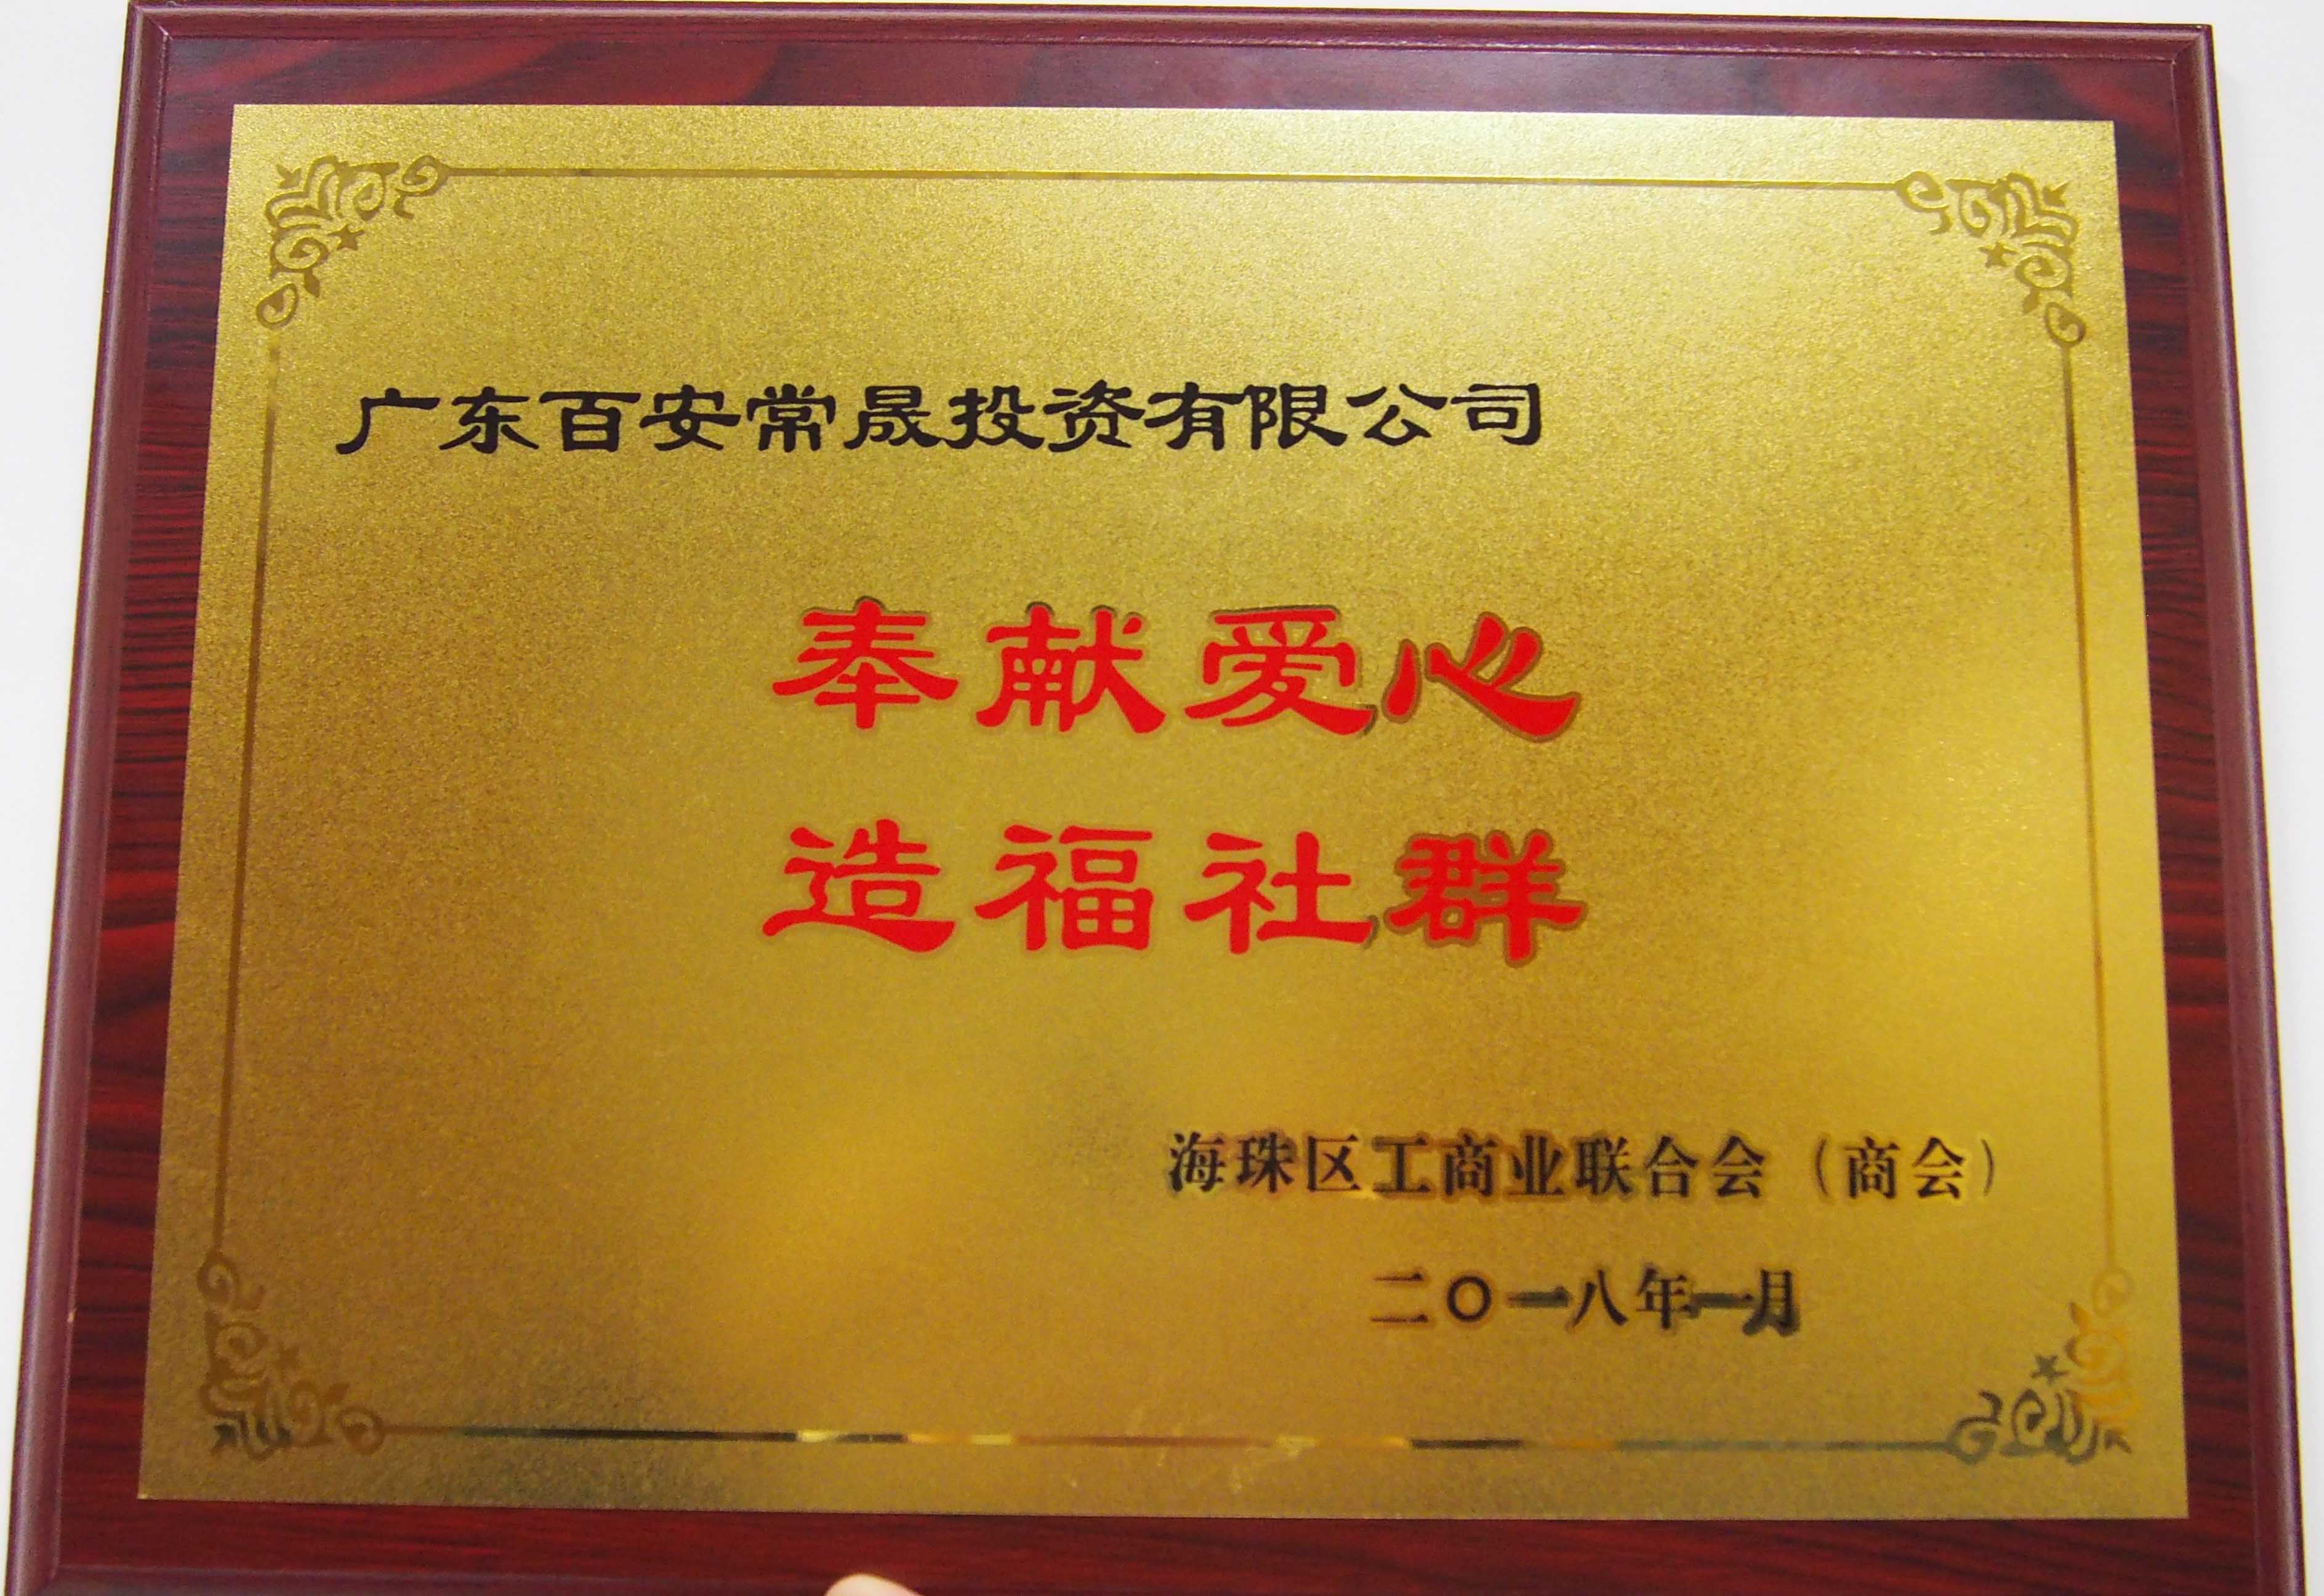 广东百安常晟投资有限公司
奉献爱心
造福社群
海珠区工商业联合会（商会）
二〇一八年一月